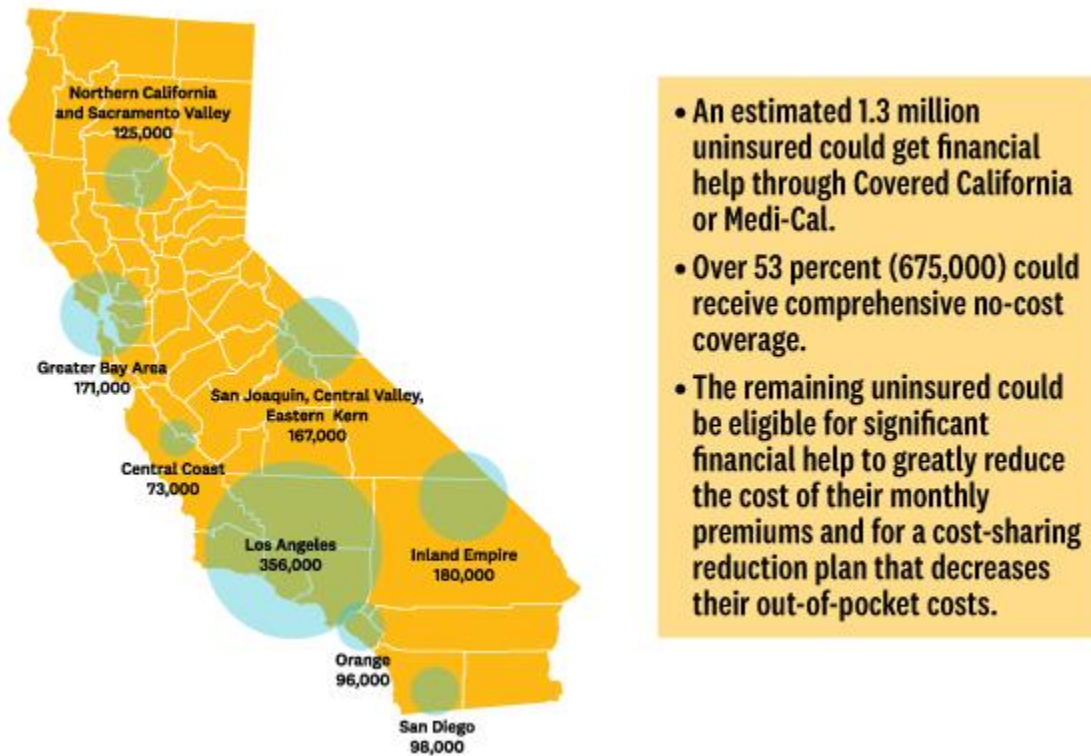 Northern California
and Sacramento Valley
125,000
Greater Bay Area
171,000
San Joaquin, Central Valley,
Eastern Kern
167,000
Central Coast
73,000
Los Angeles
356,000
Inland Empire
180,000
Orange
96,000
San Diego
98,000
• An estimated 1.3 million
uninsured could get financial
help through Covered California
or Medi-Cal.
• Over 53 percent (675,000) could
receive comprehensive no-cost
coverage.
• The remaining uninsured could
be eligible for significant
financial help to greatly reduce
the cost of their monthly
premiums and for a cost-sharing
reduction plan that decreases
their out-of-pocket costs.